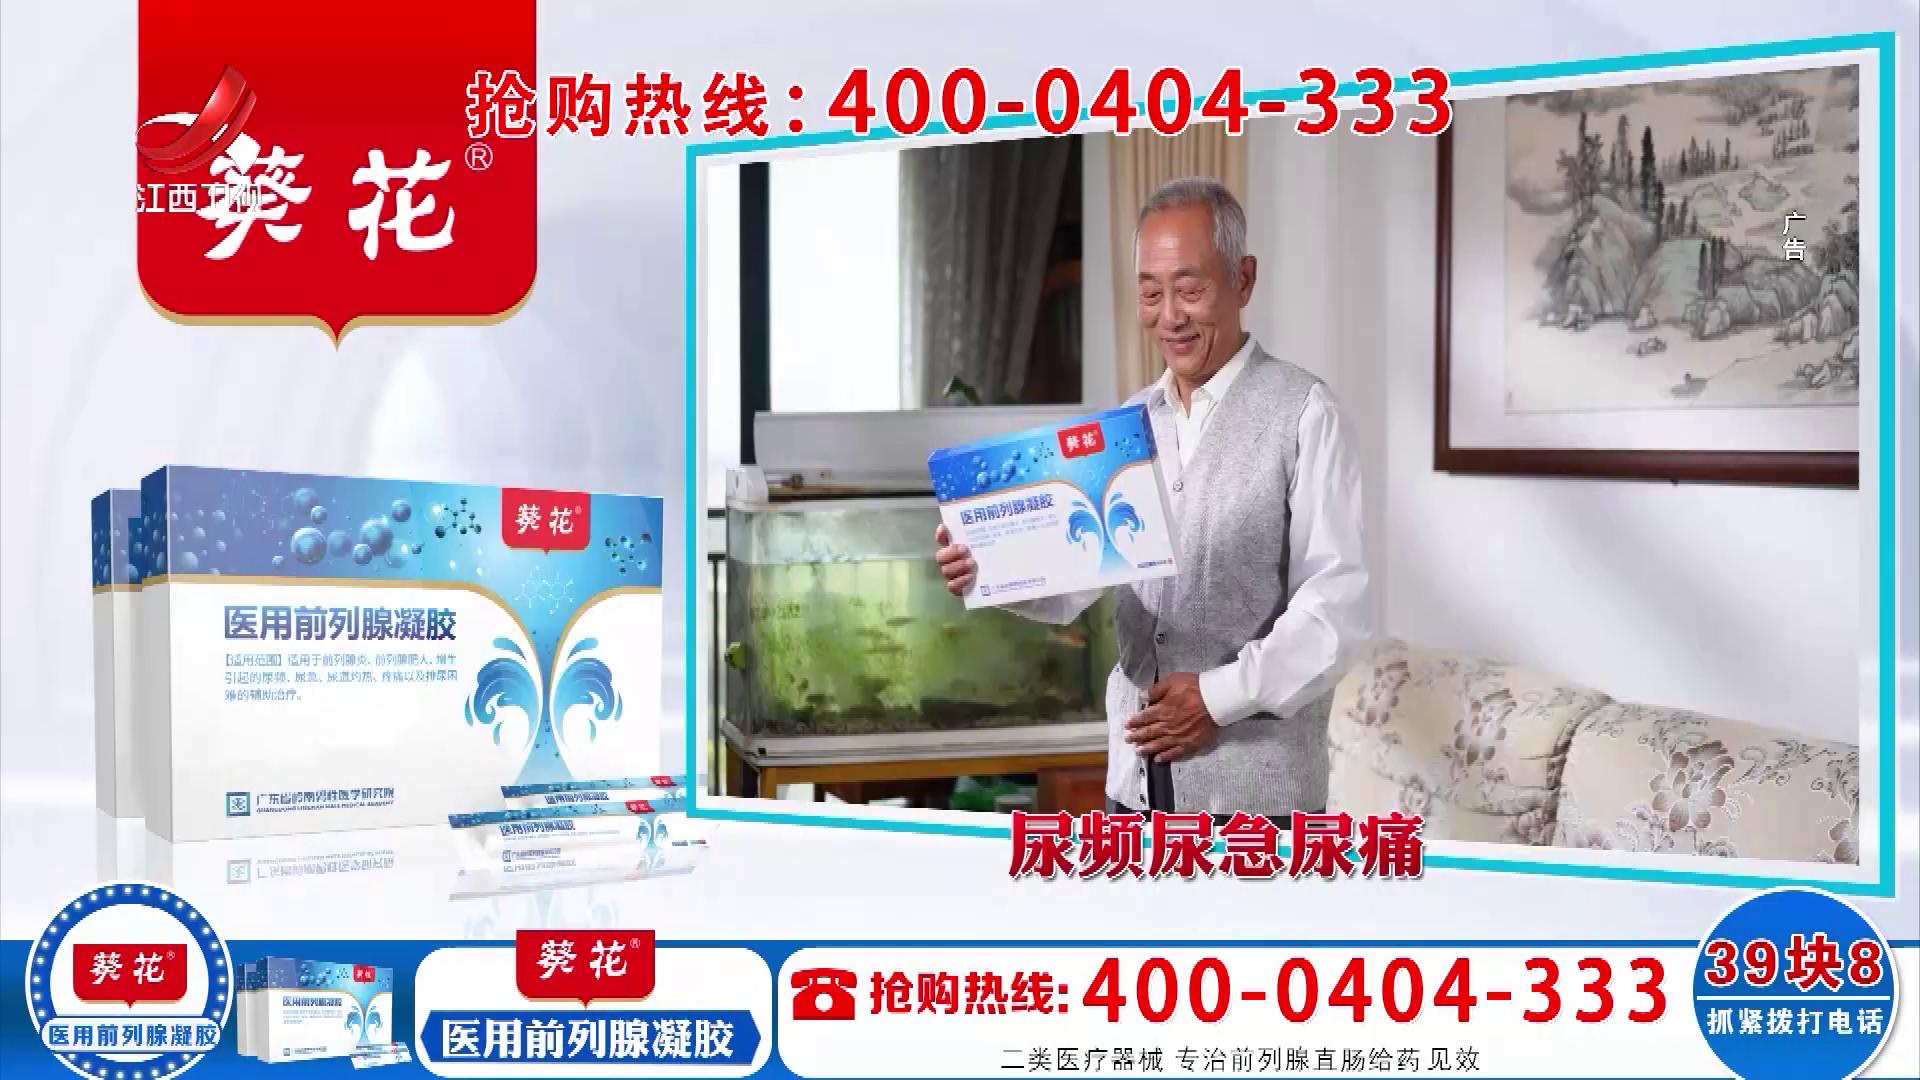 抢购热线：400-0404-333
江西卫视
葵花®
广告
葵花®
医用前列腺凝胶
葵花®
医用前列腺凝胶
【适用范围】适用于前列腺炎、前列腺肥大、增生
引起的尿频、尿急、尿道灼热、疼痛以及排尿困
难的辅助治疗。
广东省岭南男性医学研究院
GUANGDONG LINGNAN MALE MEDICAL ACADEMY
医用前列腺凝胶
医用前列腺凝胶
尿频尿急尿痛
葵花®
医用前列腺凝胶
葵花®
医用前列腺凝胶
抢购热线:400-0404-333
二类医疗器械 专治前列腺直肠给药见效
39块8
抓紧拨打电话